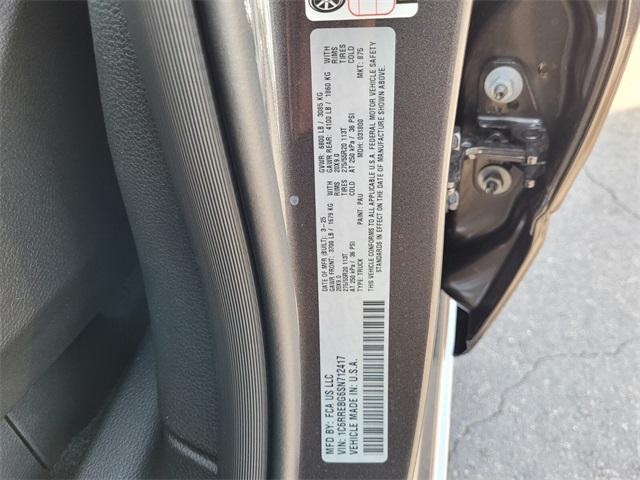 MFD BY: FCA US LLC
DATE OF MFR (BUILT): 3-25
GVWR: 6800 LB / 3085 KG
GAWR FRONT: 3700 LB / 1679 KG WITH
20X9.0 RIMS
275/55R20 113T TIRES
AT 250 kPa / 36 PSI COLD
GAWR REAR: 4100 LB / 1860 KG WITH
20X9.0 RIMS
275/55R20 113T TIRES
AT 250 kPa / 36 PSI COLD
TYPE: TRUCK PAINT: PAU MDH: 031800 MKT: 875
THIS VEHICLE CONFORMS TO ALL APPLICABLE U.S.A. FEDERAL MOTOR VEHICLE SAFETY
STANDARDS IN EFFECT ON THE DATE OF MANUFACTURE SHOWN ABOVE.
VIN: 1C6RREBG6SN712417
VEHICLE MADE IN: U.S.A.